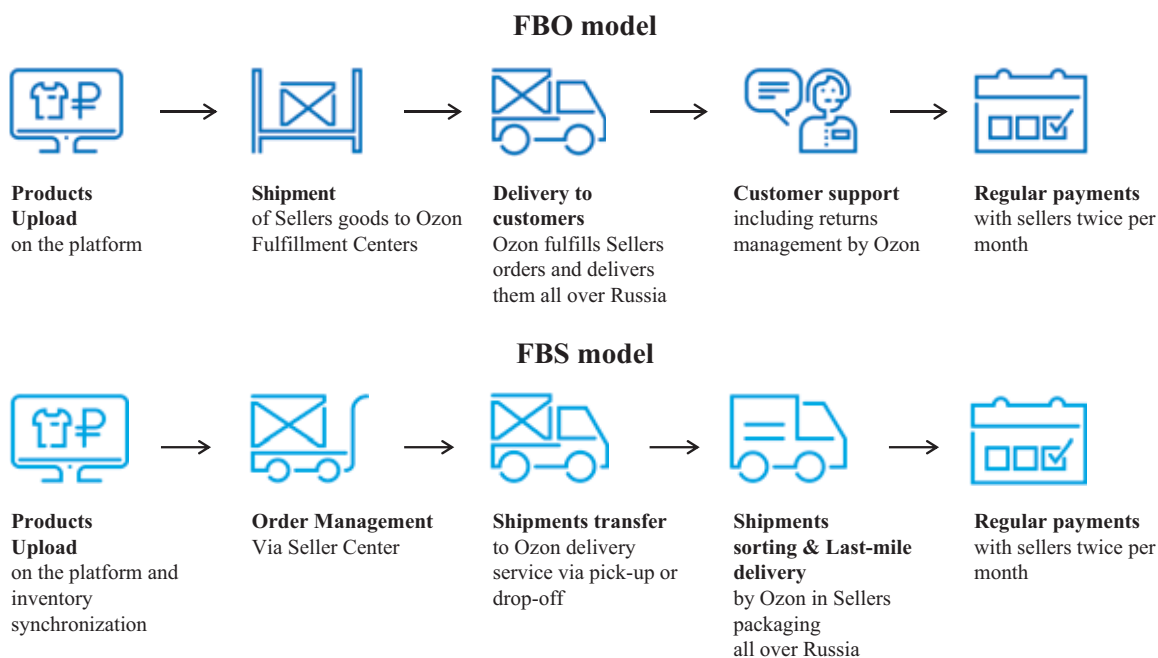 FBO model
Products
Upload
on the platform
Shipment
of Sellers goods to Ozon
Fulfillment Centers
Delivery to
customers
Ozon fulfills Sellers
orders and delivers
them all over Russia
Customer support
including returns
management by Ozon
Regular payments
with sellers twice per
month
FBS model
Products
Upload
on the platform and
inventory
synchronization
Order Management
Via Seller Center
Shipments transfer
to Ozon delivery
service via pick-up or
drop-off
Shipments
sorting & Last-mile
delivery
by Ozon in Sellers
packaging
all over Russia
Regular payments
with sellers twice per
month